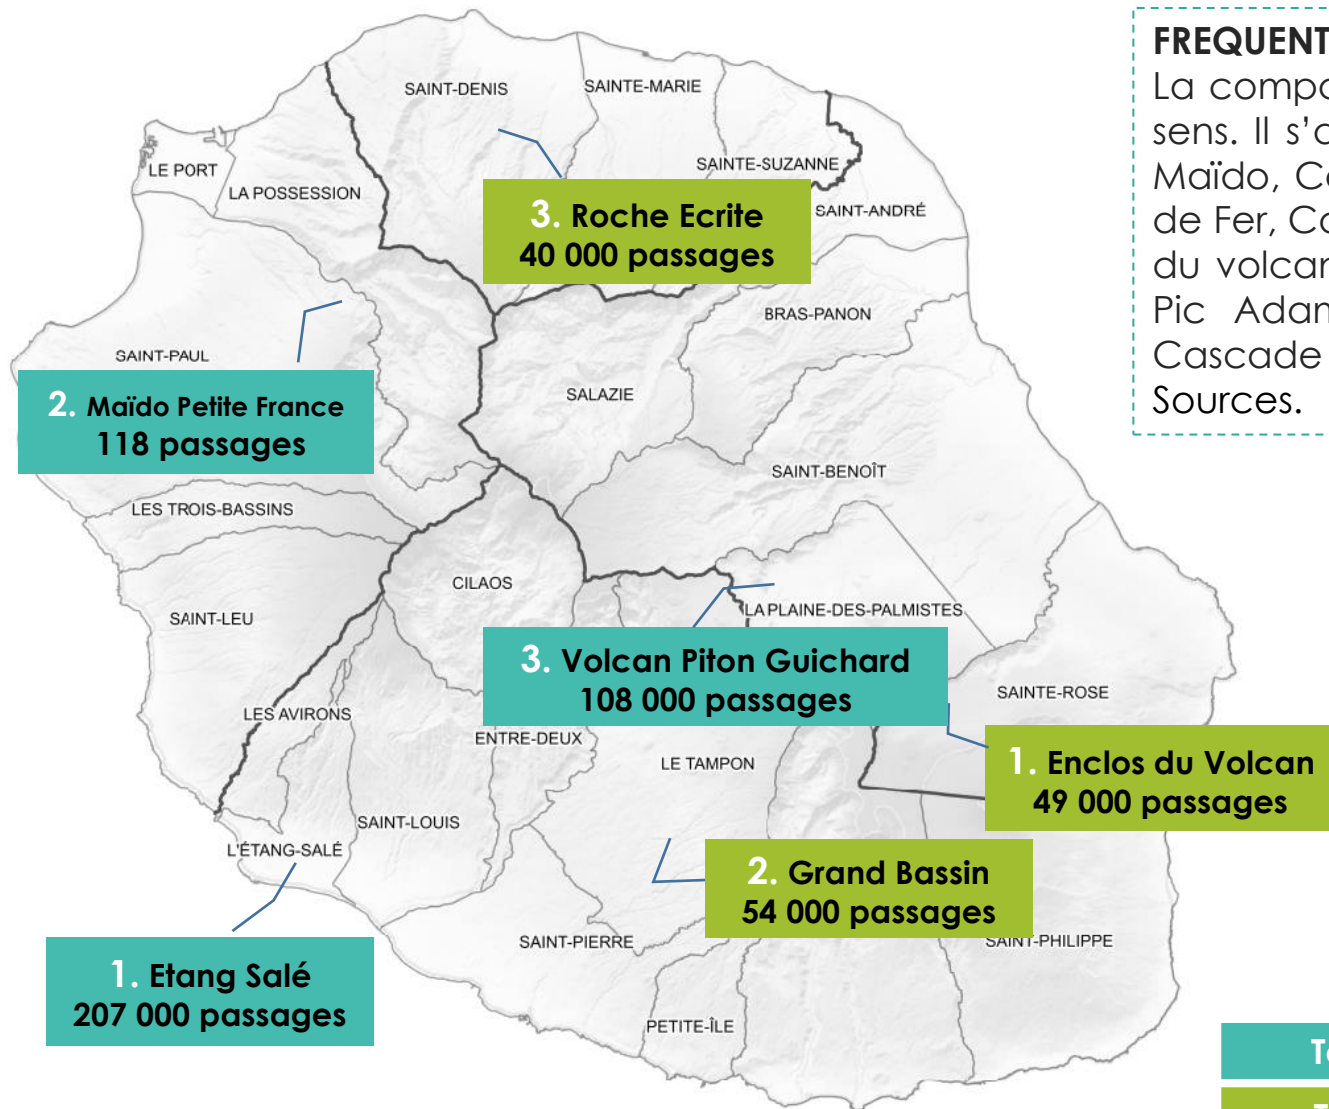 FREQUENT
La compo
sens. Il s'a
Maïdo, Co
de Fer, Ca
du volcan
Pic Adam
Cascade
Sources.
SAINT-DENIS
SAINTE-MARIE
LE PORT
SAINTE-SUZANNE
LA POSSESSION
SAINT-ANDRÉ
3. Roche Ecrite
40 000 passages
BRAS-PANON
SAINT-PAUL
SALAZIE
2. Maïdo Petite France
118 passages
SAINT-BENOÎT
LES TROIS-BASSINS
CILAOS
LA PLAINE-DES-PALMISTES
SAINT-LEU
3. Volcan Piton Guichard
108 000 passages
SAINTE-ROSE
LES AVIRONS
ENTRE-DEUX
LE TAMPON
1. Enclos du Volcan
49 000 passages
SAINT-LOUIS
L'ÉTANG-SALÉ
2. Grand Bassin
54 000 passages
SAINT-PIERRE
SAINT-PHILIPPE
1. Etang Salé
207 000 passages
PETITE-ÎLE